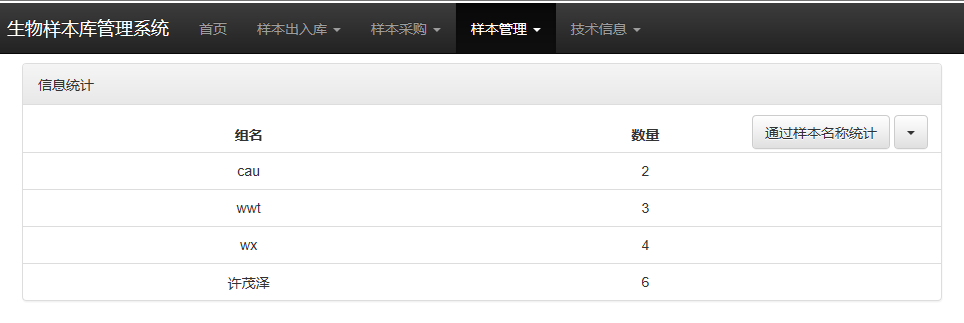 生物样本库管理系统 首页 样本出入库 样本采购 样本管理 技术信息
信息统计
组名 数量 通过样本名称统计
cau 2
wwt 3
wx 4
许茂泽 6